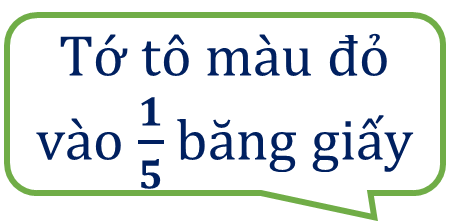 Tớ tô màu đỏ
vào 1/5 băng giấy